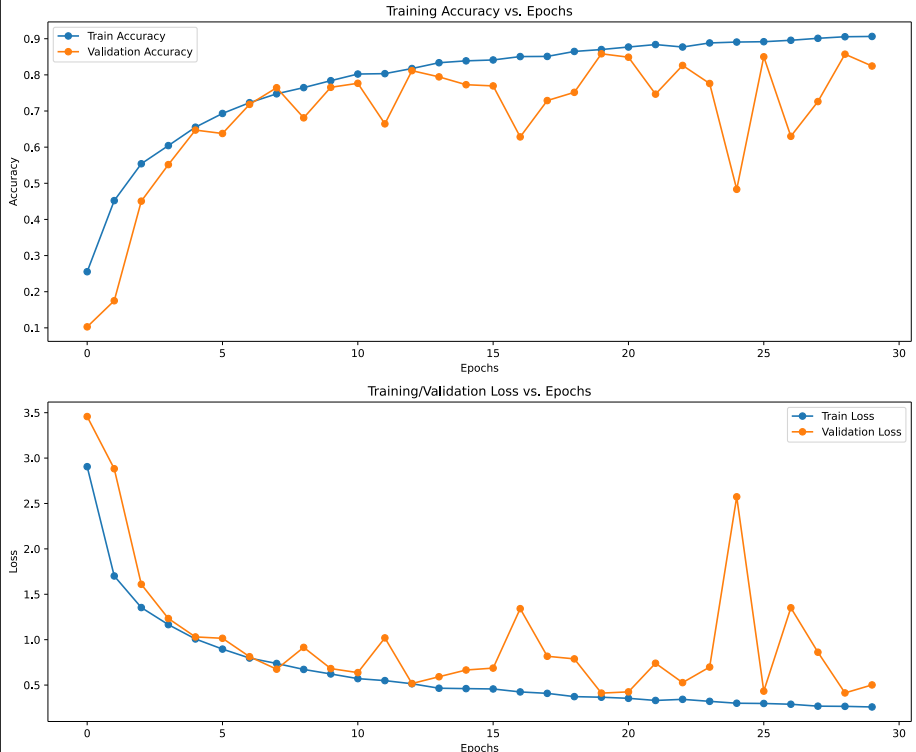 Training Accuracy vs. Epochs
Train Accuracy
Validation Accuracy
Accuracy
0.9
0.8
0.7
0.6
0.5
0.4
0.3
0.2
0.1
0 5 10 15 20 25 30
Epochs
Training/Validation Loss vs. Epochs
Train Loss
Validation Loss
Loss
3.5
3.0
2.5
2.0
1.5
1.0
0.5
0 5 10 15 20 25 30
Epochs